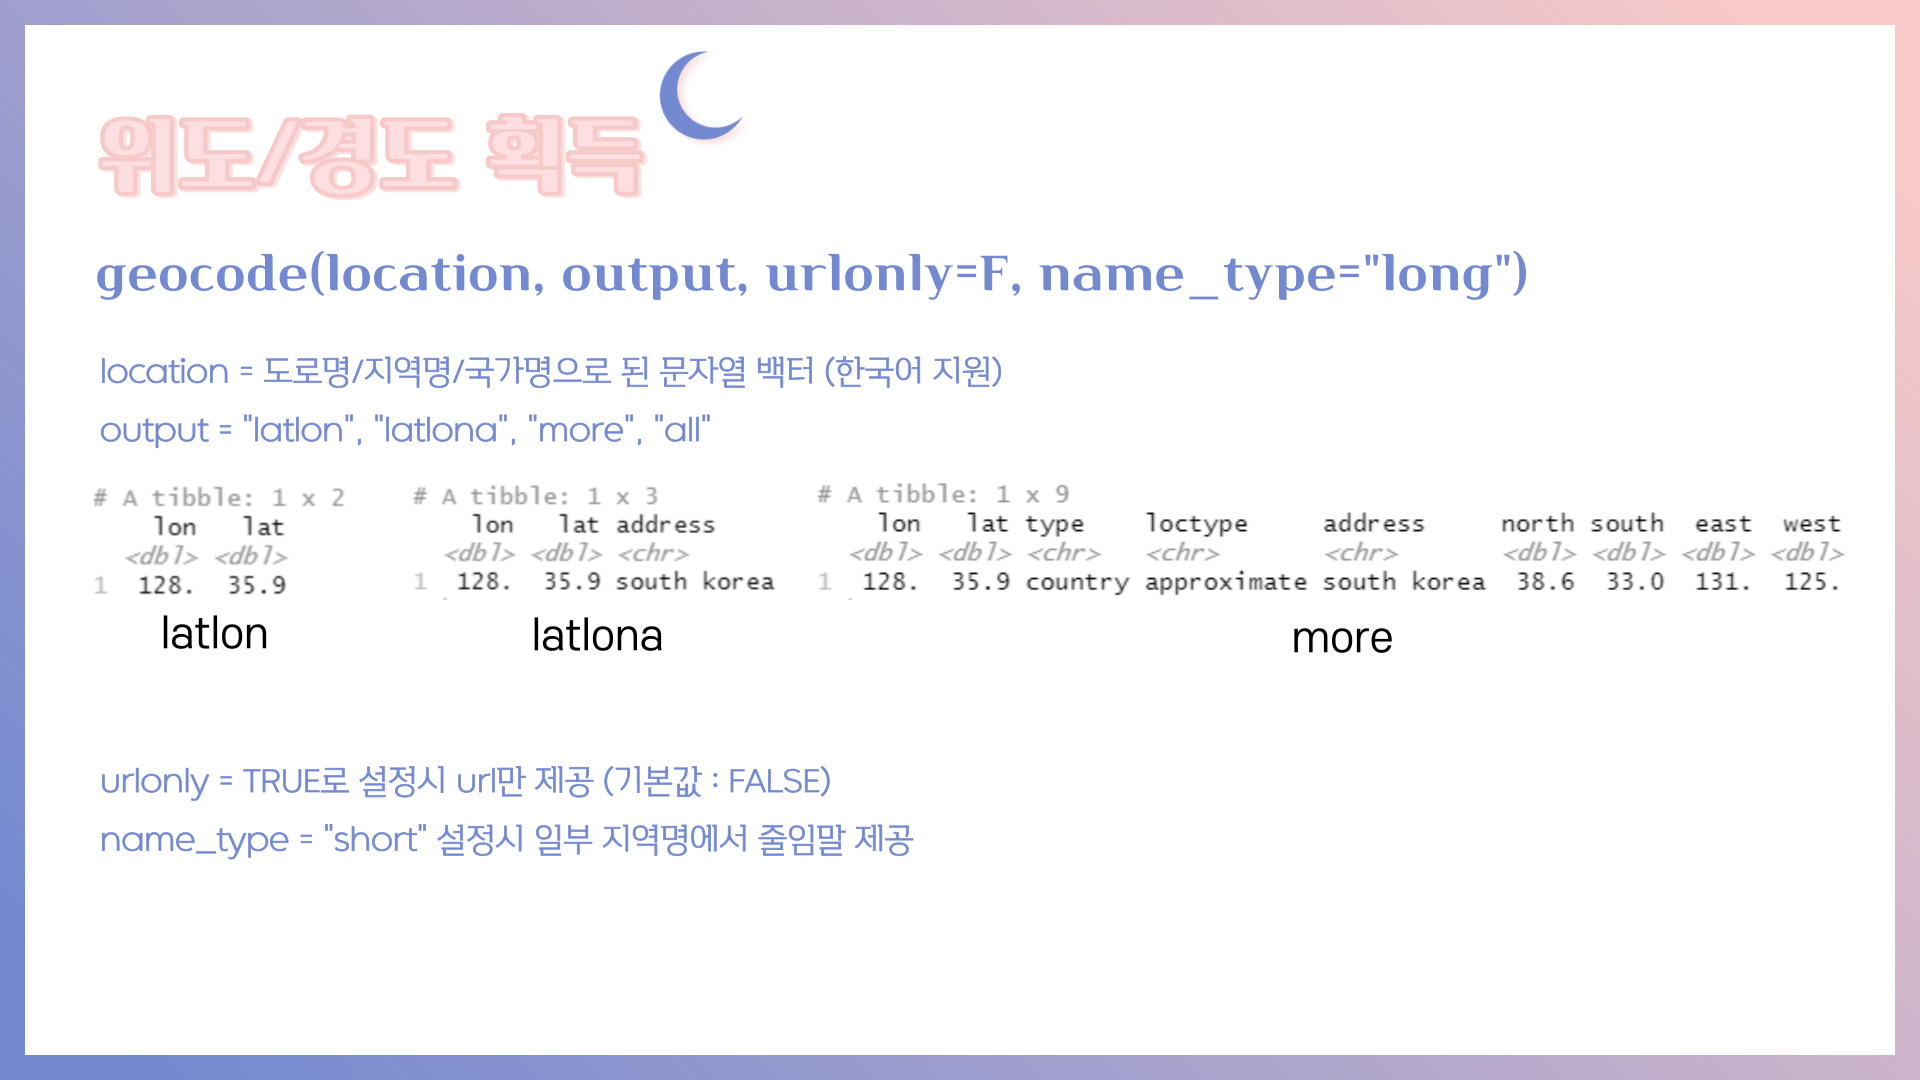 위도/경도 획득
geocode(location, output, urlonly=F, name_type="long")
location = 도로명/지역명/국가명으로 된 문자열 백터 (한국어 지원)
output = "latlon", "latlona", "more", "all"
# A tibble: 1 x 2
lon lat
<dbl> <dbl>
1 128. 35.9
latlon
# A tibble: 1 x 3
lon lat address
<dbl> <dbl> <chr>
1 128. 35.9 south korea
latlona
# A tibble: 1 x 9
lon lat type loctype address north south east west
<dbl> <dbl> <chr> <chr> <chr> <dbl> <dbl> <dbl> <dbl>
1 128. 35.9 country approximate south korea 38.6 33.0 131. 125.
more
urlonly = TRUE로 설정시 url만 제공 (기본값 : FALSE)
name_type = "short" 설정시 일부 지역명에서 줄임말 제공